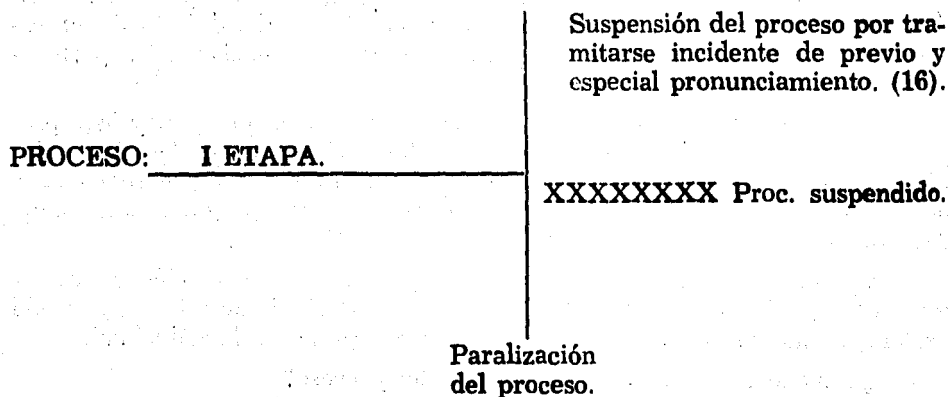 Suspensión del proceso por tra-
mitarse incidente de previo y
especial pronunciamiento. (16).
PROCESO: I ETAPA.
XXXXXXXX Proc. suspendido.
Paralización
del proceso.